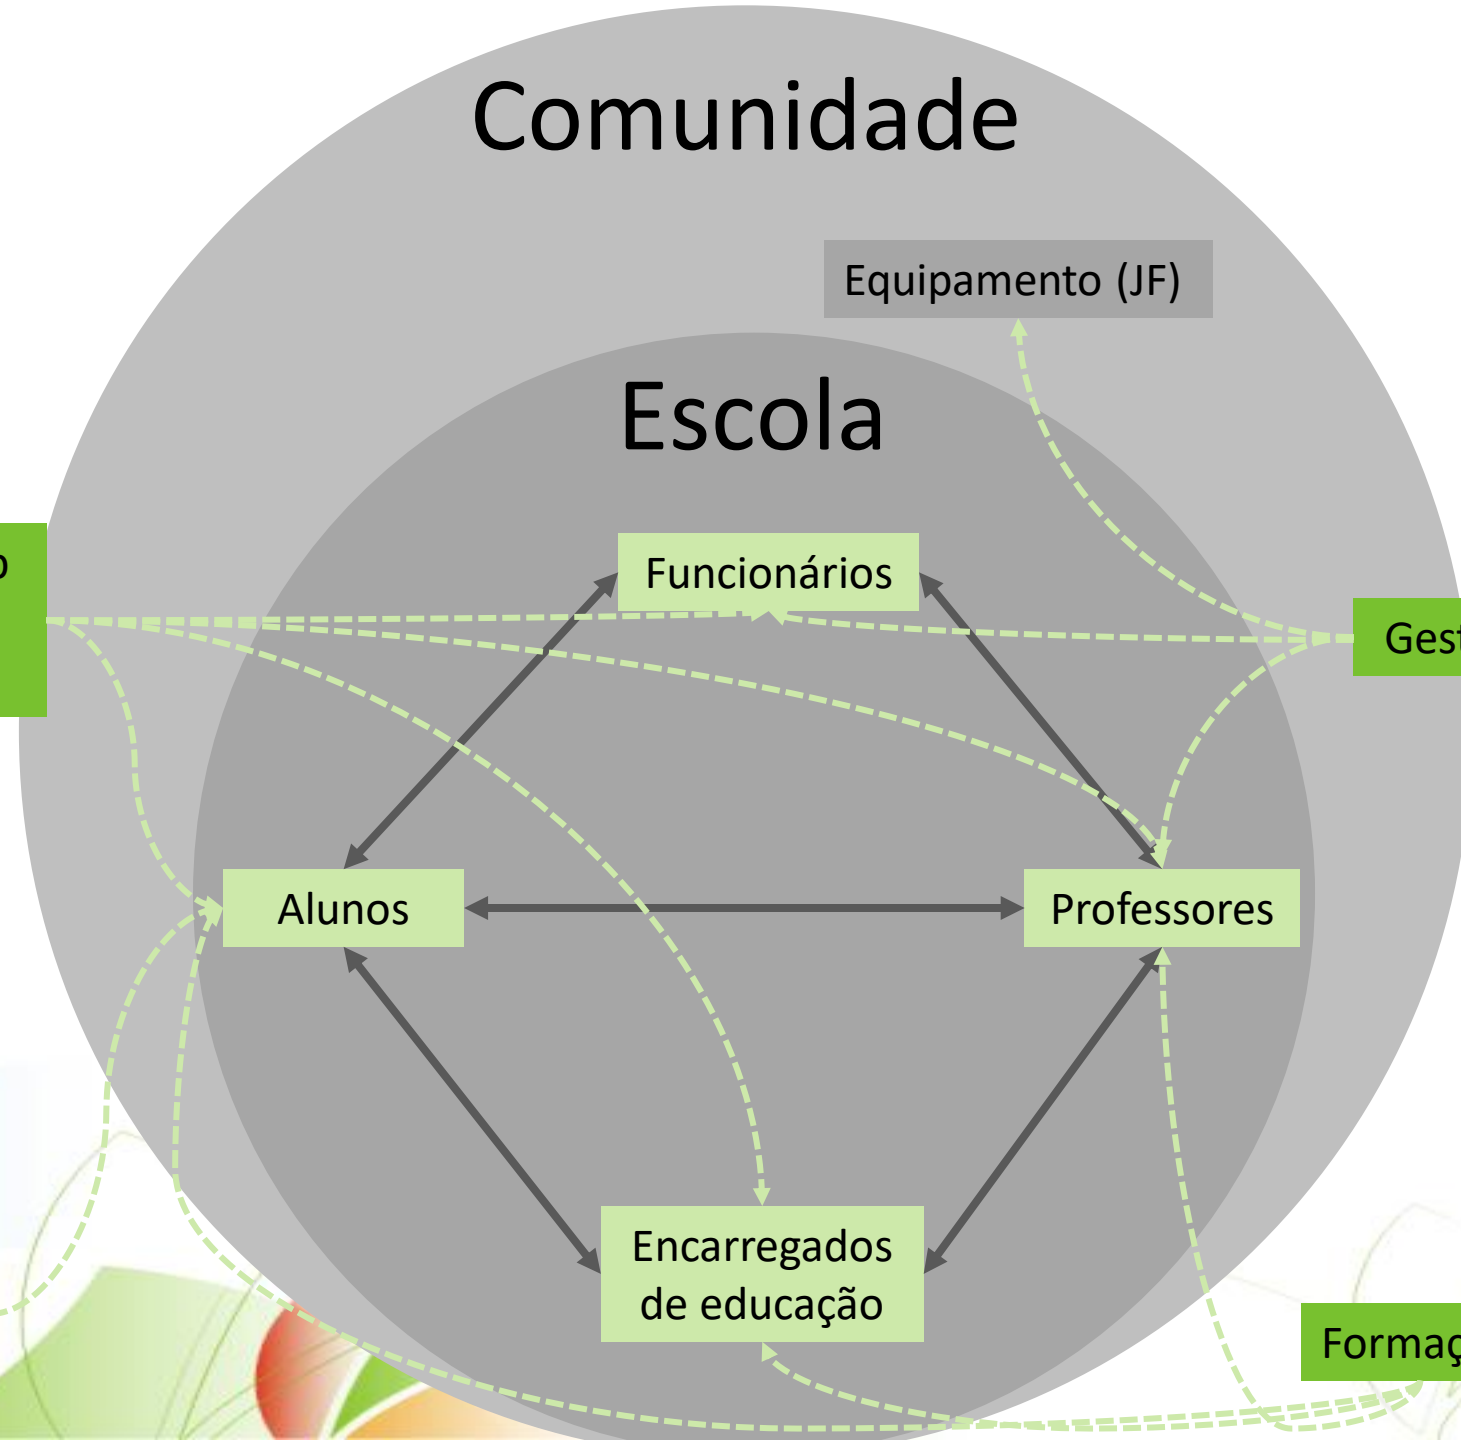 Comunidade
Equipamento (JF)
Escola
Funcionários
Alunos
Professores
Encarregados
de educação